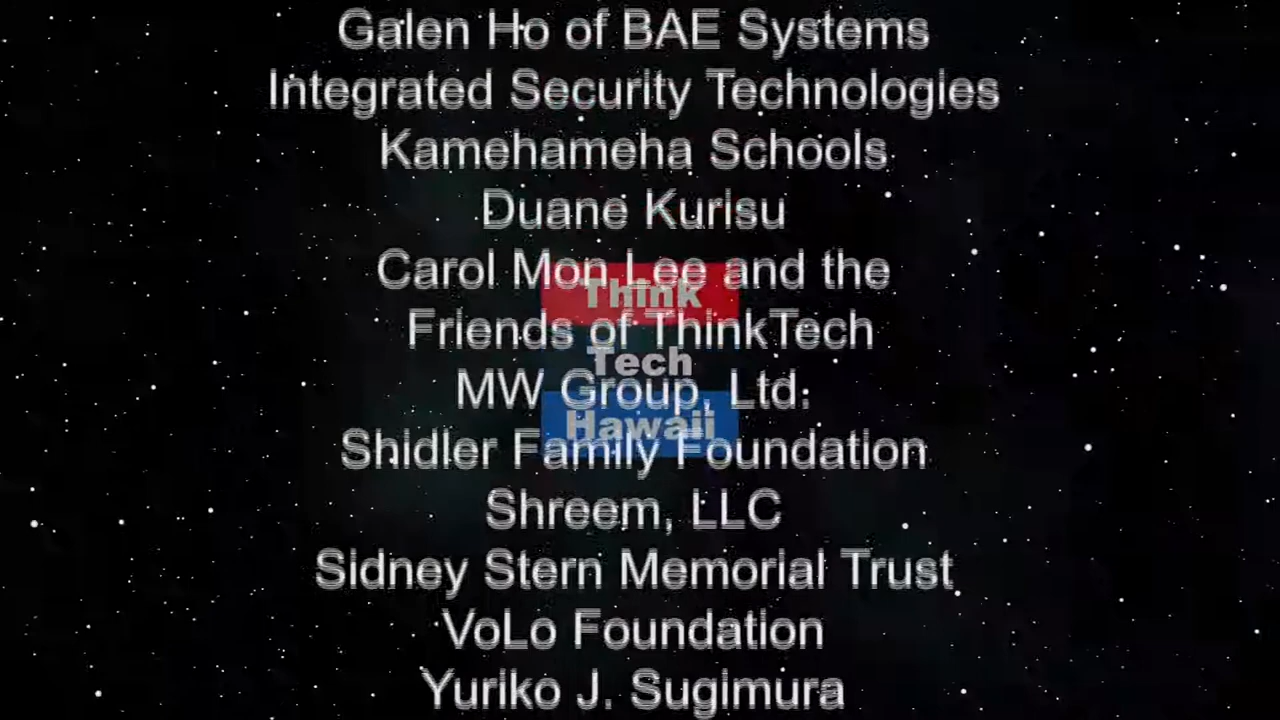 Galen Ho of BAE Systems
Integrated Security Technologies
Kamehameha Schools
Duane Kurisu
Carol Mon Lee and the
Think
Friends of ThinkTech
Tech
MW Group, Ltd.
Hawaii
Shidler Family Foundation
Shreem, LLC
Sidney Stern Memorial Trust
VoLo Foundation
Yuriko J. Sugimura